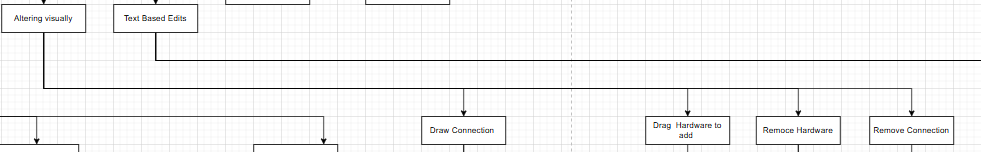 Altering visually
Text Based Edits
Draw Connection
Drag Hardware to
add
Remoce Hardware
Remove Connection